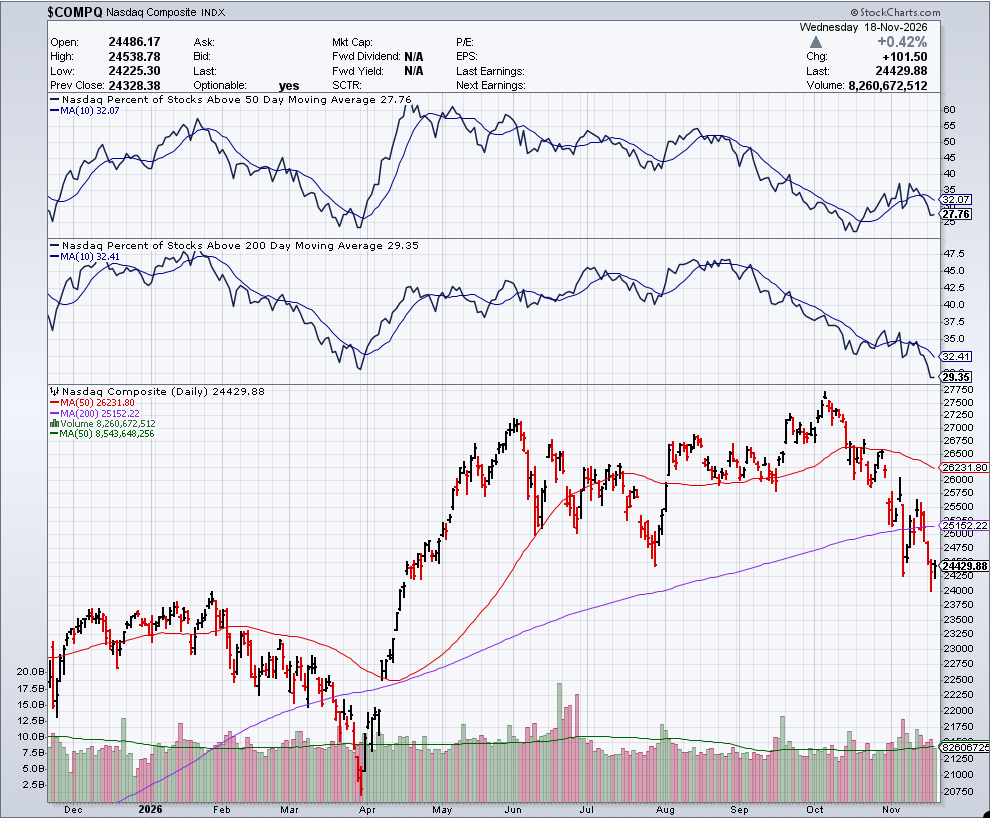 $COMPQ Nasdaq Composite INDX
© StockCharts.com
Wednesday 18-Nov-2026
Open: 24486.17 Ask: Mkt Cap: P/E: +0.42%
High: 24538.78 Bid: Fwd Dividend: N/A EPS: Chg: +101.50
Low: 24225.30 Last: Fwd Yield: N/A Last Earnings: Last: 24429.88
Prev Close: 24328.38 Optionable: yes SCTR: Next Earnings: Volume: 8,260,672,512
Nasdaq Percent of Stocks Above 50 Day Moving Average 27.76
MA(10) 32.07
60
55
50
45
40
35
32.07
27.76
25
Nasdaq Percent of Stocks Above 200 Day Moving Average 29.35
MA(10) 32.41
47.5
45.0
42.5
40.0
37.5
35.0
32.41
29.35
Nasdaq Composite (Daily) 24429.88
MA(50) 26231.80
MA(200) 25152.22
Volume 8,260,672,512
MA(50) 8,543,648,256
27750
27500
27250
27000
26750
26500
26231.80
26000
25750
25500
25152.22
25000
24750
24429.88
24250
24000
23750
23500
23250
23000
22750
22500
22250
22000
21750
82606725
21250
21000
20750
20.0B
17.5B
15.0B
12.5B
10.0B
7.5B
5.0B
2.5B
Dec 2026 Feb Mar Apr May Jun Jul Aug Sep Oct Nov